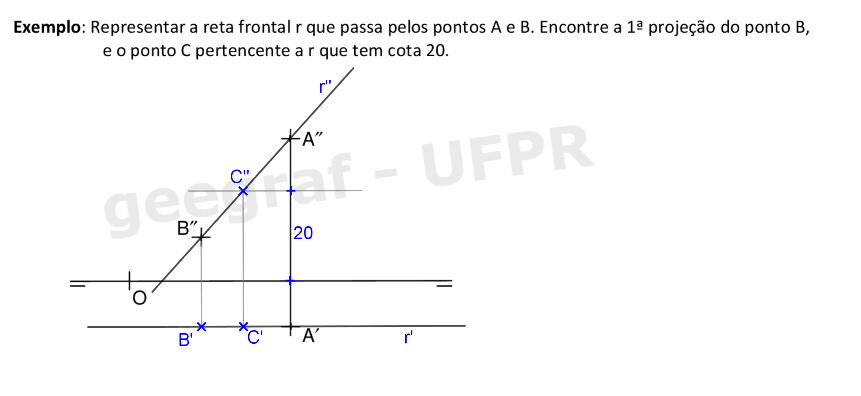 Exemplo: Representar a reta frontal r que passa pelos pontos A e B. Encontre a 1ª projeção do ponto B,
e o ponto C pertencente a r que tem cota 20.
r"
A″
geegraf - UFPR
C"
B″
20
O
B'
C'
A′
r'